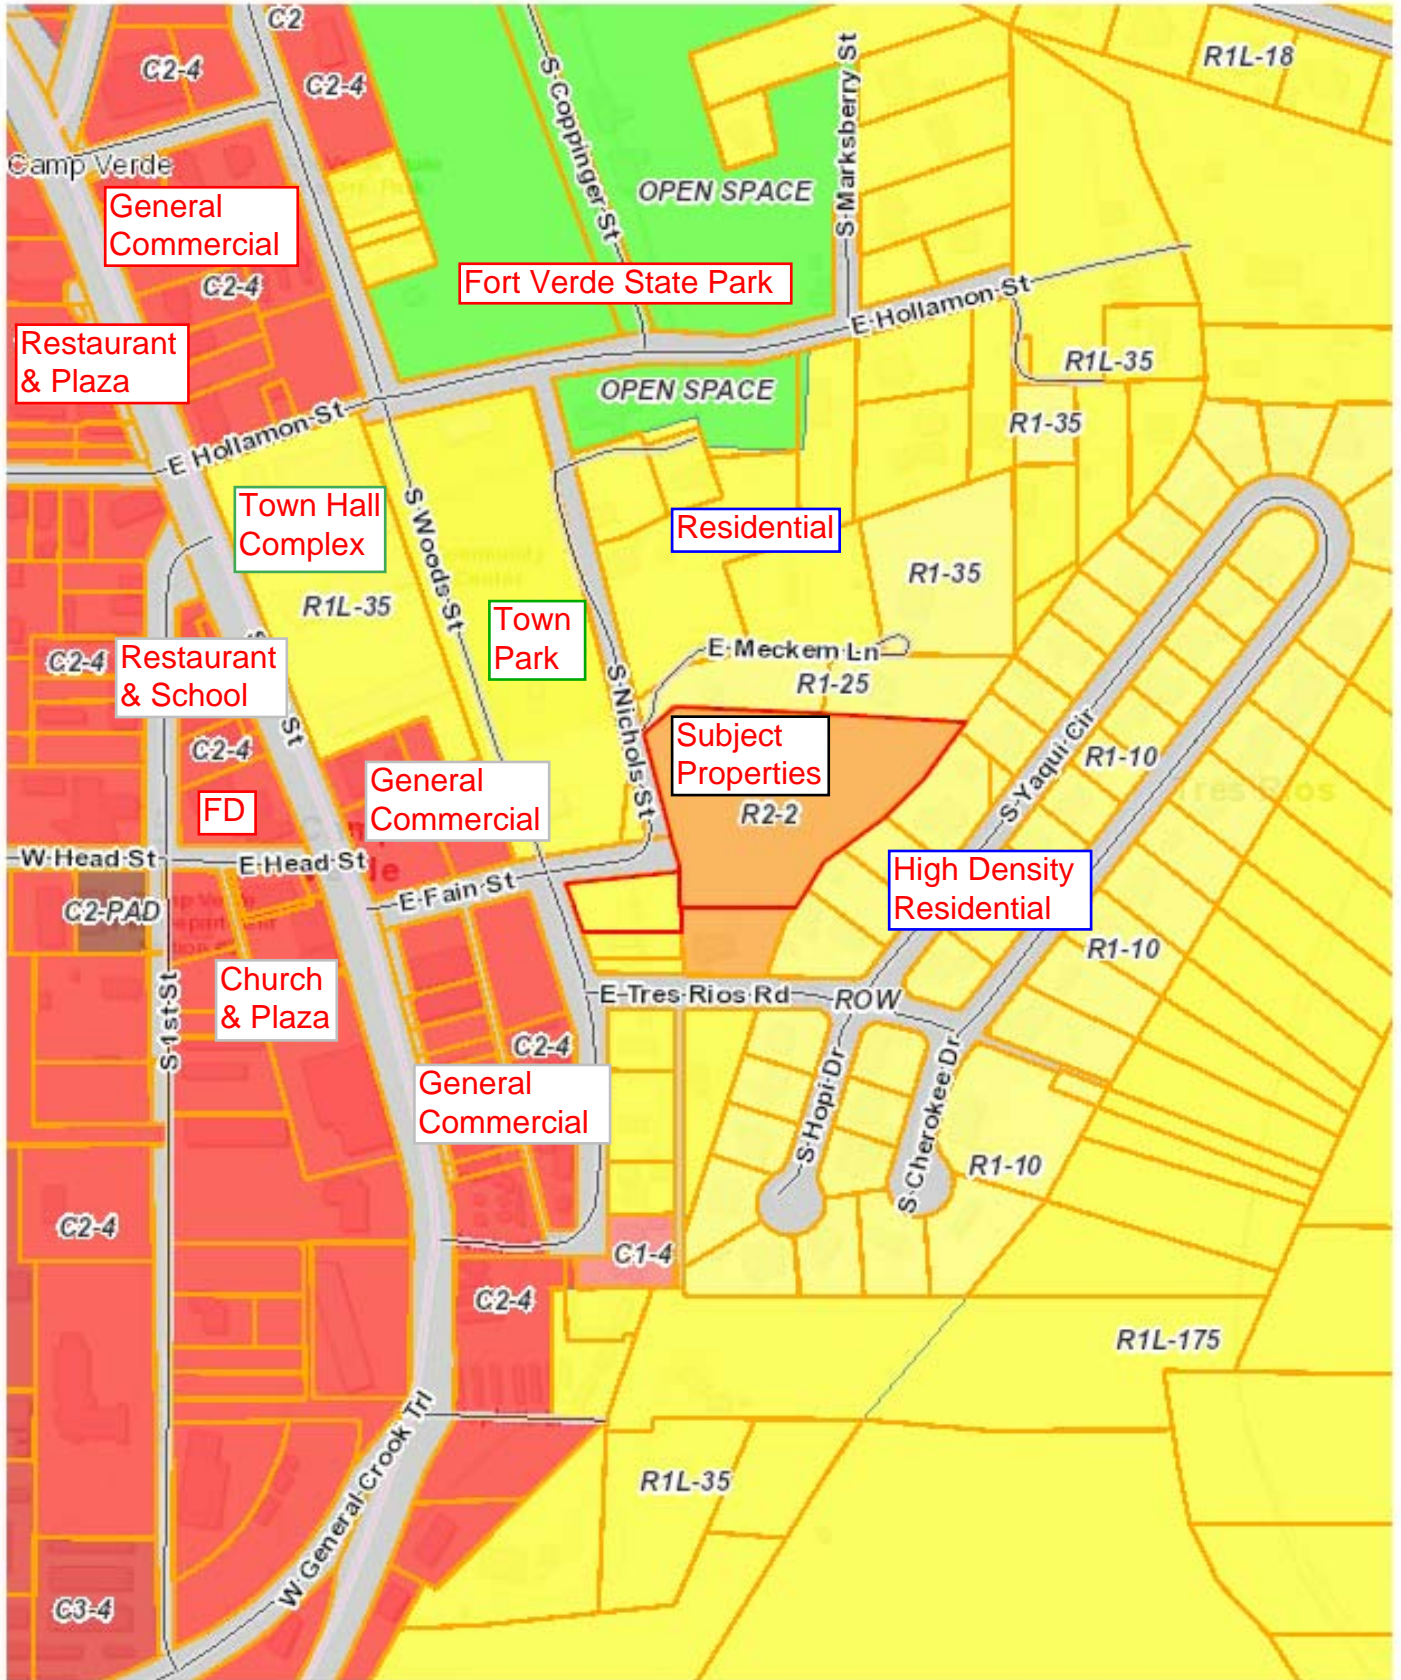 C2
C2-4
C2-4
R1L-18
S Coppinger St
S Marksberry St
Camp Verde
OPEN SPACE
General
Commercial
C2-4
Fort Verde State Park
E Hollamon St
Restaurant
& Plaza
R1L-35
OPEN SPACE
R1-35
E Hollamon St
Town Hall
Complex
S Woods St
Residential
R1-35
R1L-35
Town
Park
C2-4
Restaurant
& School
St
E Meckem Ln
R1-25
S Nichols St
Subject
Properties
R2-2
S Yaqui Cir
R1-10
Tres Rios
C2-4
General
Commercial
FD
W Head St
E Head St
E Fain St
High Density
Residential
C2-PAD
R1-10
Church
& Plaza
S 1st St
E Tres Rios Rd
ROW
C2-4
General
Commercial
S Hopi Dr
S Cherokee Dr
R1-10
C2-4
C1-4
C2-4
R1L-175
W General Crook Trl
R1L-35
C3-4